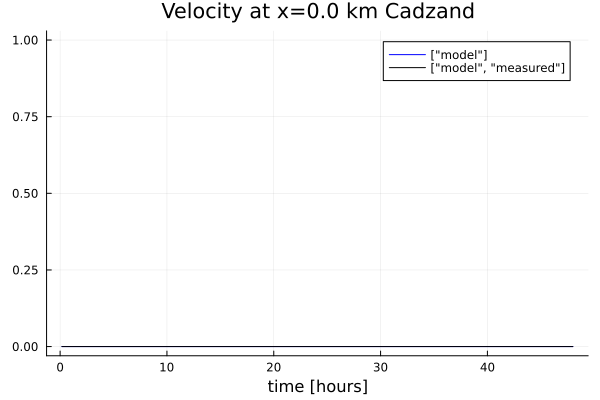 Velocity at x=0.0 km Cadzand
1.00
["model"]
["model", "measured"]
0.75
0.50
0.25
0.00
0 10 20 30 40
time [hours]